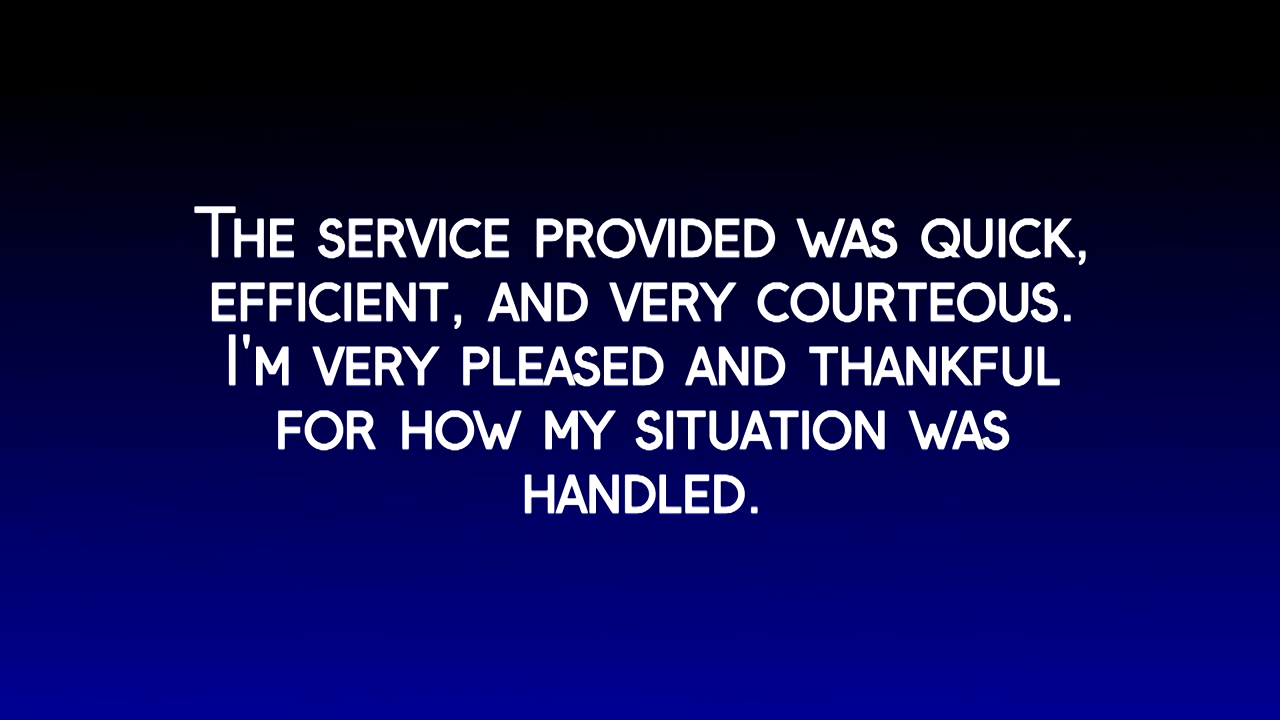 The service provided was quick,
efficient, and very courteous.
I'm very pleased and thankful
for how my situation was
handled.